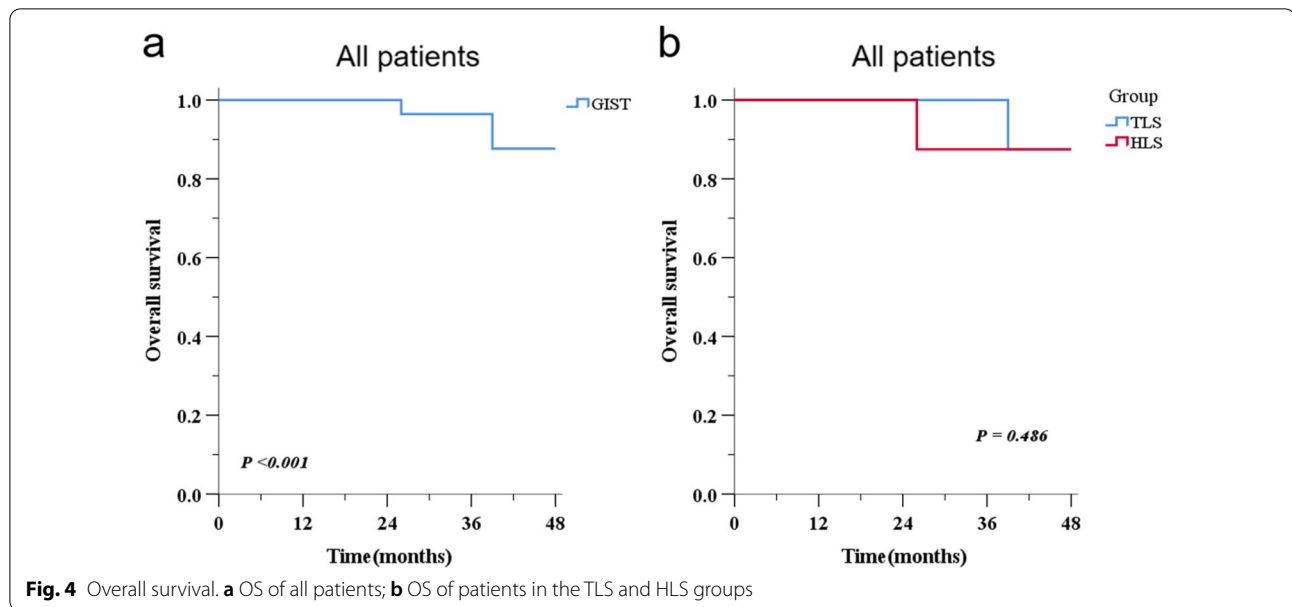 a
All patients
1.0
0.8
0.6
0.4
0.2
0.0
Overall survival
GIST
P <0.001
0 12 24 36 48
Time(months)
b
All patients
1.0
0.8
0.6
0.4
0.2
0.0
Overall survival
Group
TLS
HLS
P = 0.486
0 12 24 36 48
Time(months)
Fig. 4 Overall survival. a OS of all patients; b OS of patients in the TLS and HLS groups